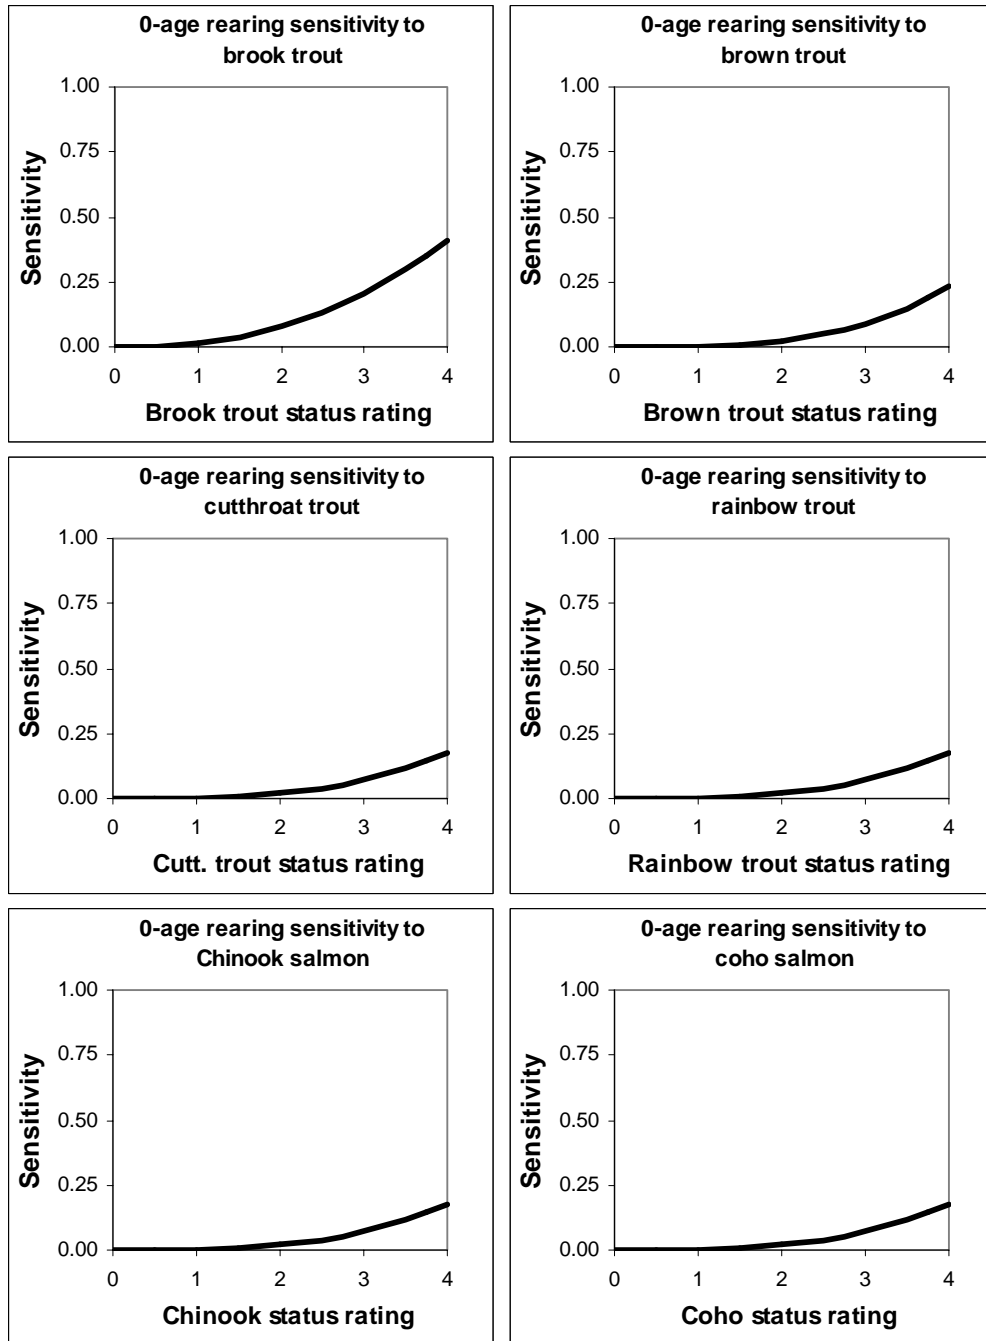 0-age rearing sensitivity to
brook trout
1.00
0.75
0.50
0.25
0.00
Sensitivity
0 1 2 3 4
Brook trout status rating
0-age rearing sensitivity to
brown trout
1.00
0.75
0.50
0.25
0.00
Sensitivity
0 1 2 3 4
Brown trout status rating
0-age rearing sensitivity to
cutthroat trout
1.00
0.75
0.50
0.25
0.00
Sensitivity
0 1 2 3 4
Cutt. trout status rating
0-age rearing sensitivity to
rainbow trout
1.00
0.75
0.50
0.25
0.00
Sensitivity
0 1 2 3 4
Rainbow trout status rating
0-age rearing sensitivity to
Chinook salmon
1.00
0.75
0.50
0.25
0.00
Sensitivity
0 1 2 3 4
Chinook status rating
0-age rearing sensitivity to
coho salmon
1.00
0.75
0.50
0.25
0.00
Sensitivity
0 1 2 3 4
Coho status rating